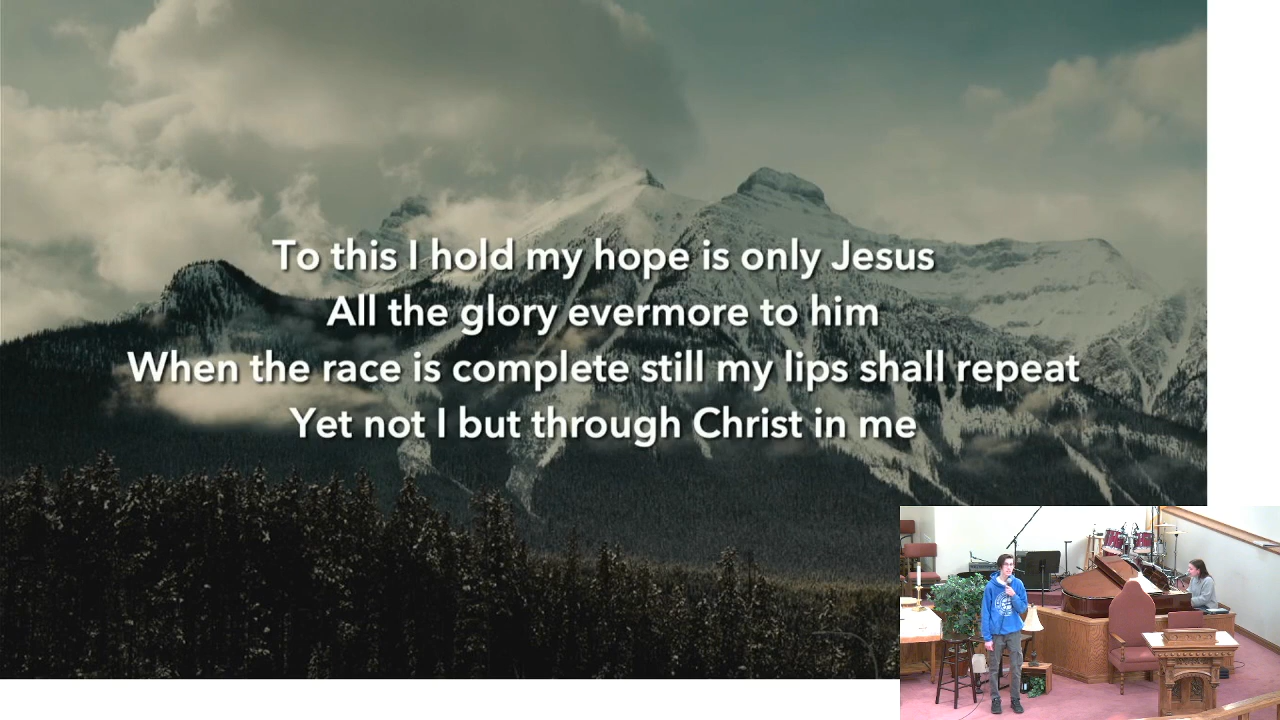 To this I hold my hope is only Jesus
All the glory evermore to him
When the race is complete still my lips shall repeat
Yet not I but through Christ in me